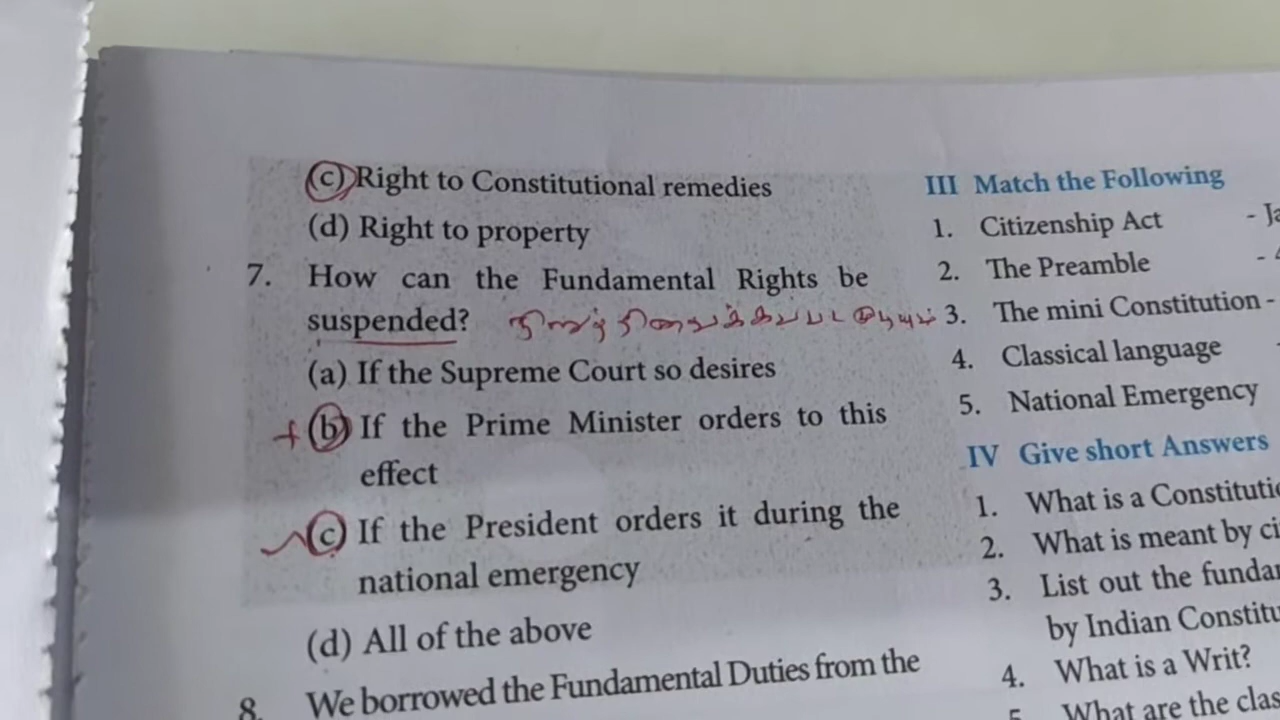 (c) Right to Constitutional remedies
(d) Right to property
7. How can the Fundamental Rights be
suspended?
(a) If the Supreme Court so desires
(b) If the Prime Minister orders to this
effect
(c) If the President orders it during the
national emergency
(d) All of the above
8. We borrowed the Fundamental Duties from the
III Match the Following
1. Citizenship Act -
2. The Preamble -
3. The mini Constitution -
4. Classical language
5. National Emergency
IV Give short Answers
1. What is a
2. What is meant by
3. List out the
by Indian
4. What is a Writ?
What are the